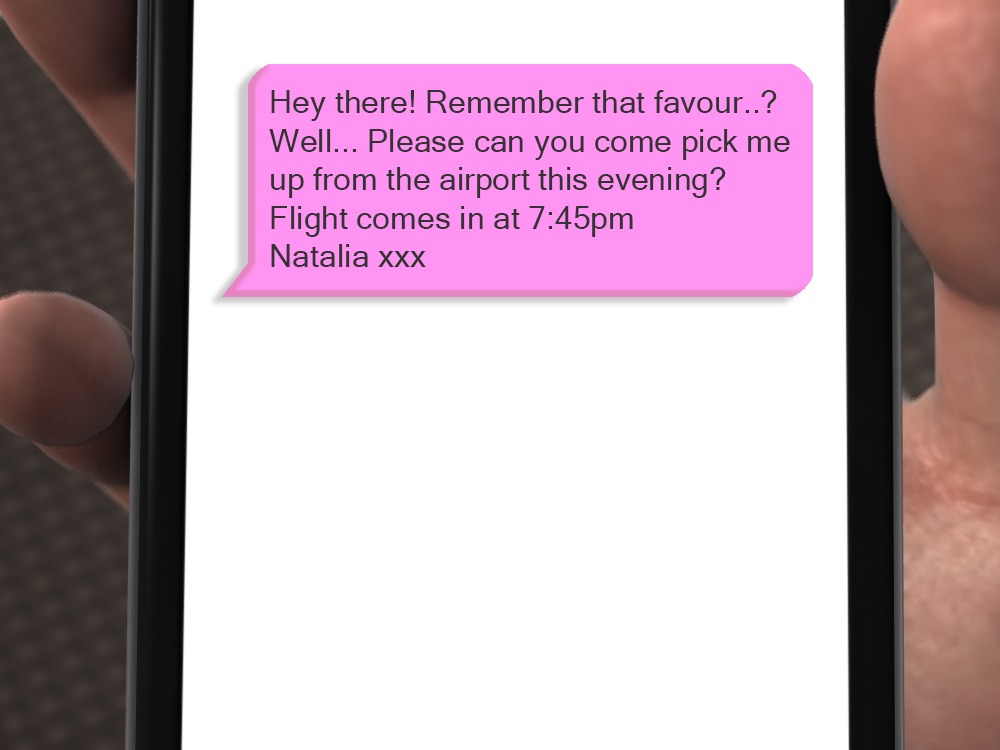 Hey there! Remember that favour..?
Well... Please can you come pick me
up from the airport this evening?
Flight comes in at 7:45pm
Natalia xxx